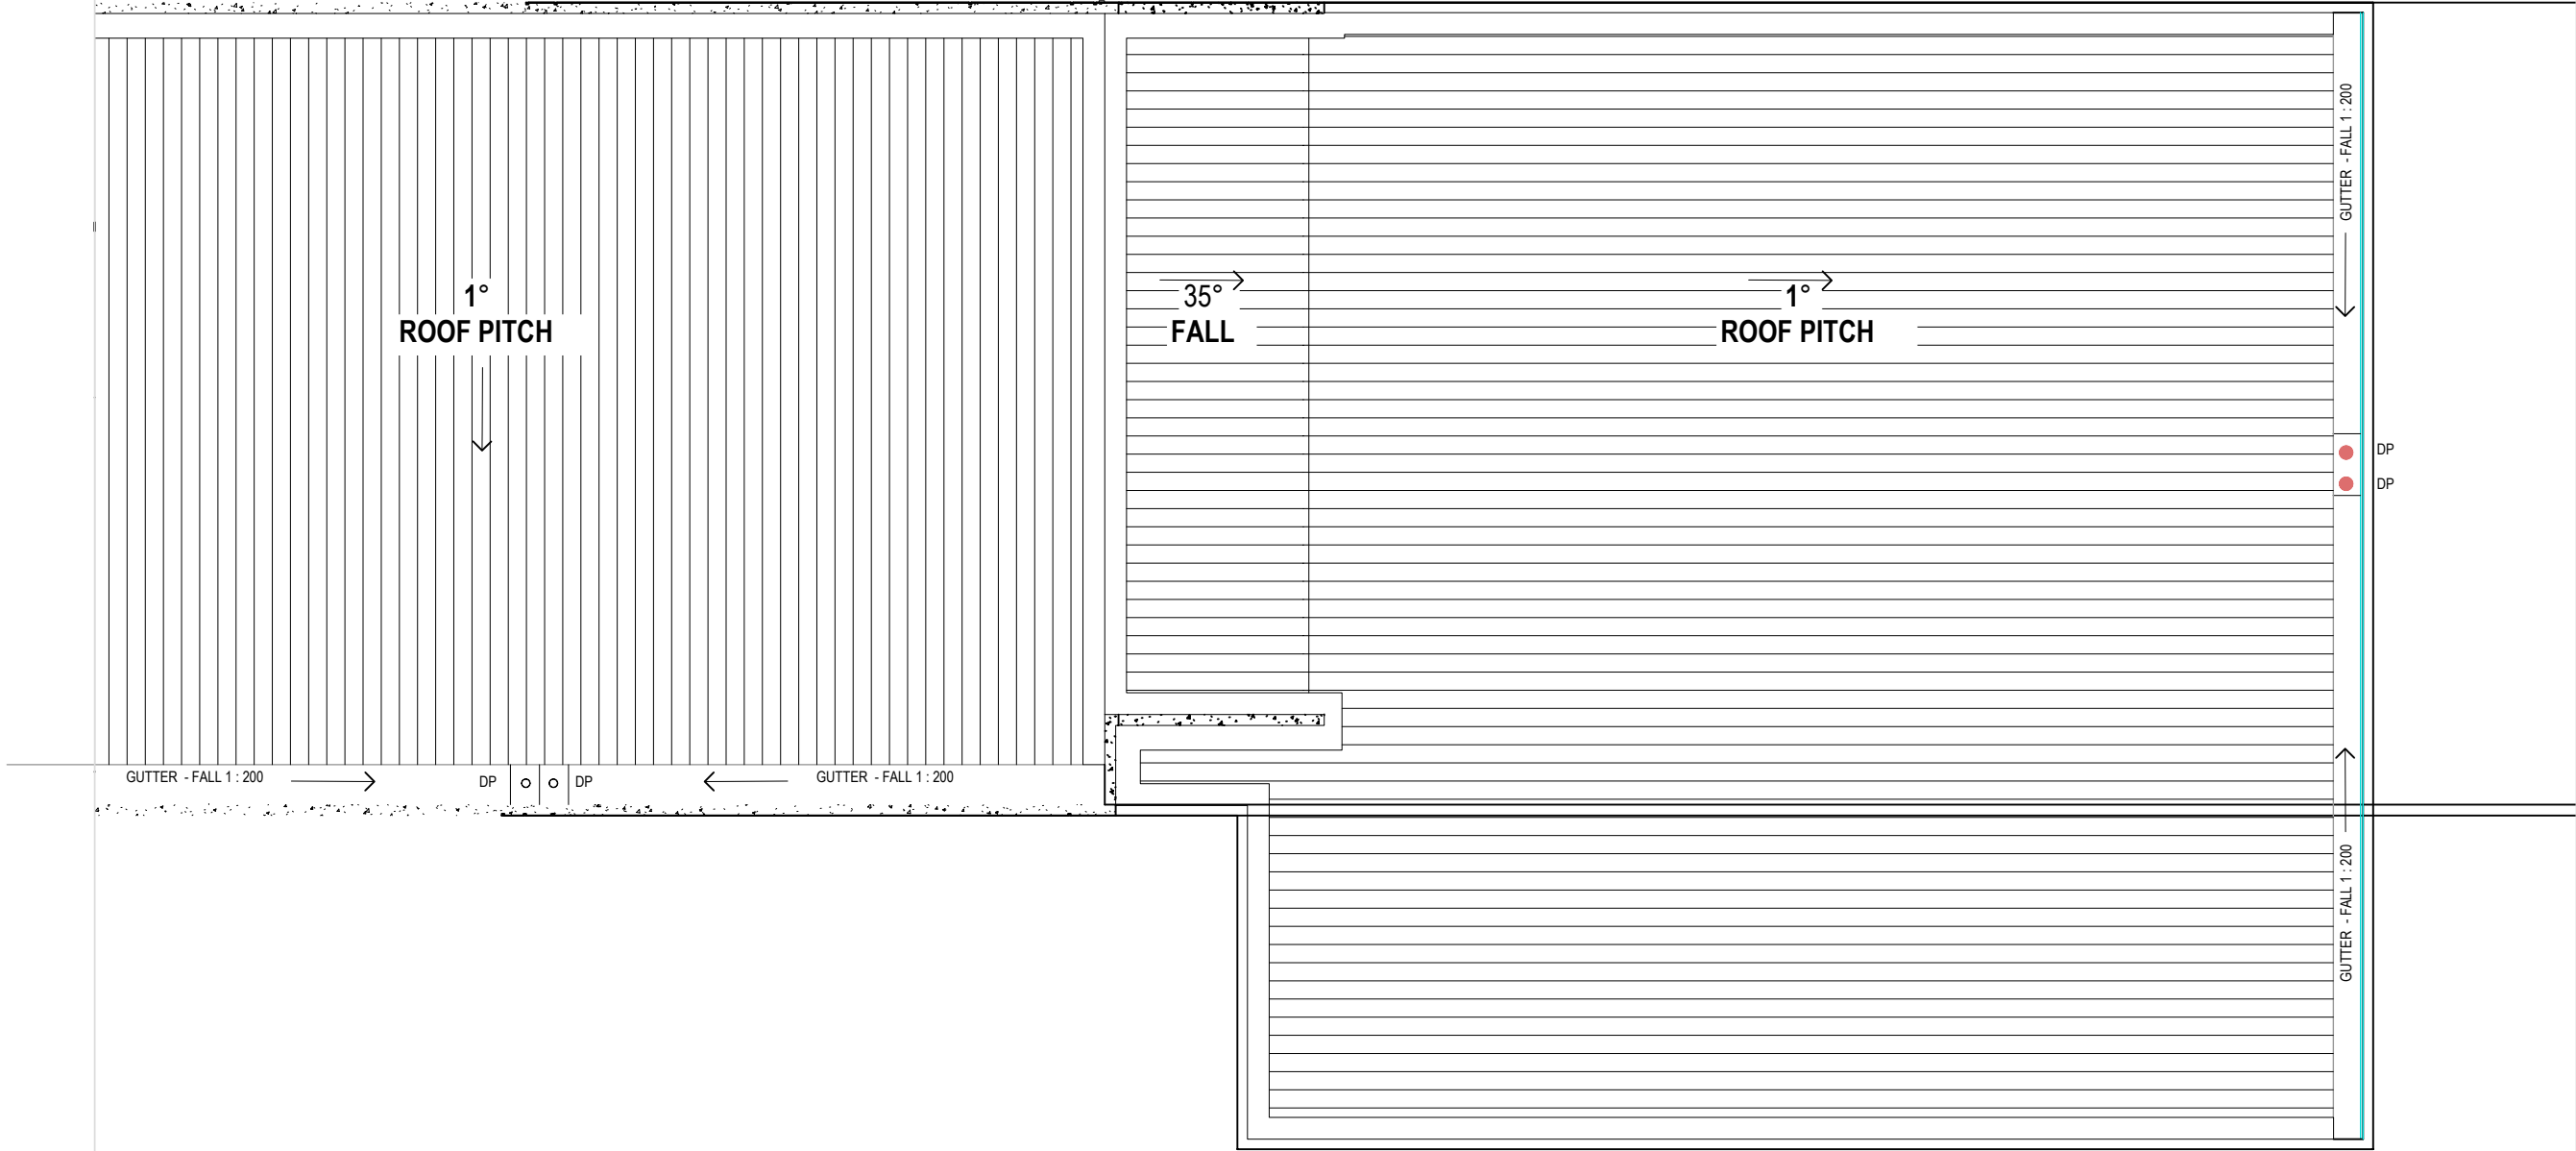 1°
ROOF PITCH
35°
FALL
1°
ROOF PITCH
GUTTER - FALL 1 : 200
DP
DP
GUTTER - FALL 1 : 200
DP
DP
GUTTER - FALL 1 : 200
GUTTER - FALL 1 : 200